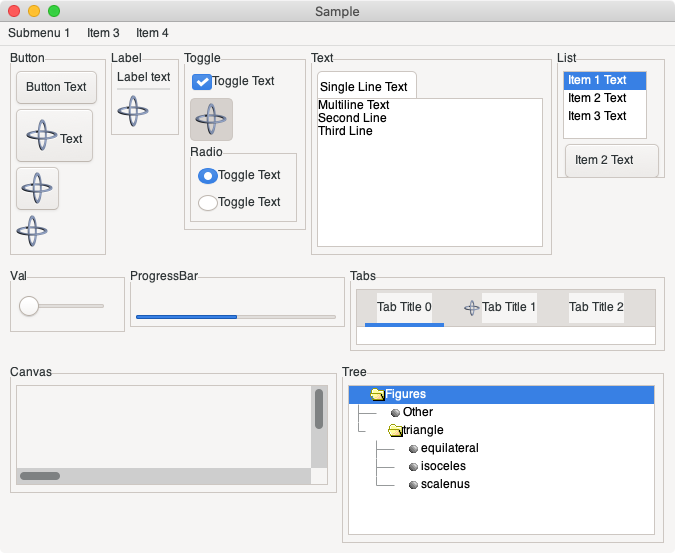 Sample
Submenu 1 Item 3 Item 4
Button
Button Text
Text
Label
Label text
Toggle
Toggle Text
Radio
Toggle Text
Toggle Text
Text
Single Line Text
Multiline Text
Second Line
Third Line
List
Item 1 Text
Item 2 Text
Item 3 Text
Item 2 Text
Val
ProgressBar
Tabs
Tab Title 0 Tab Title 1 Tab Title 2
Canvas
Tree
Figures
Other
triangle
equilateral
isoceles
scalenus